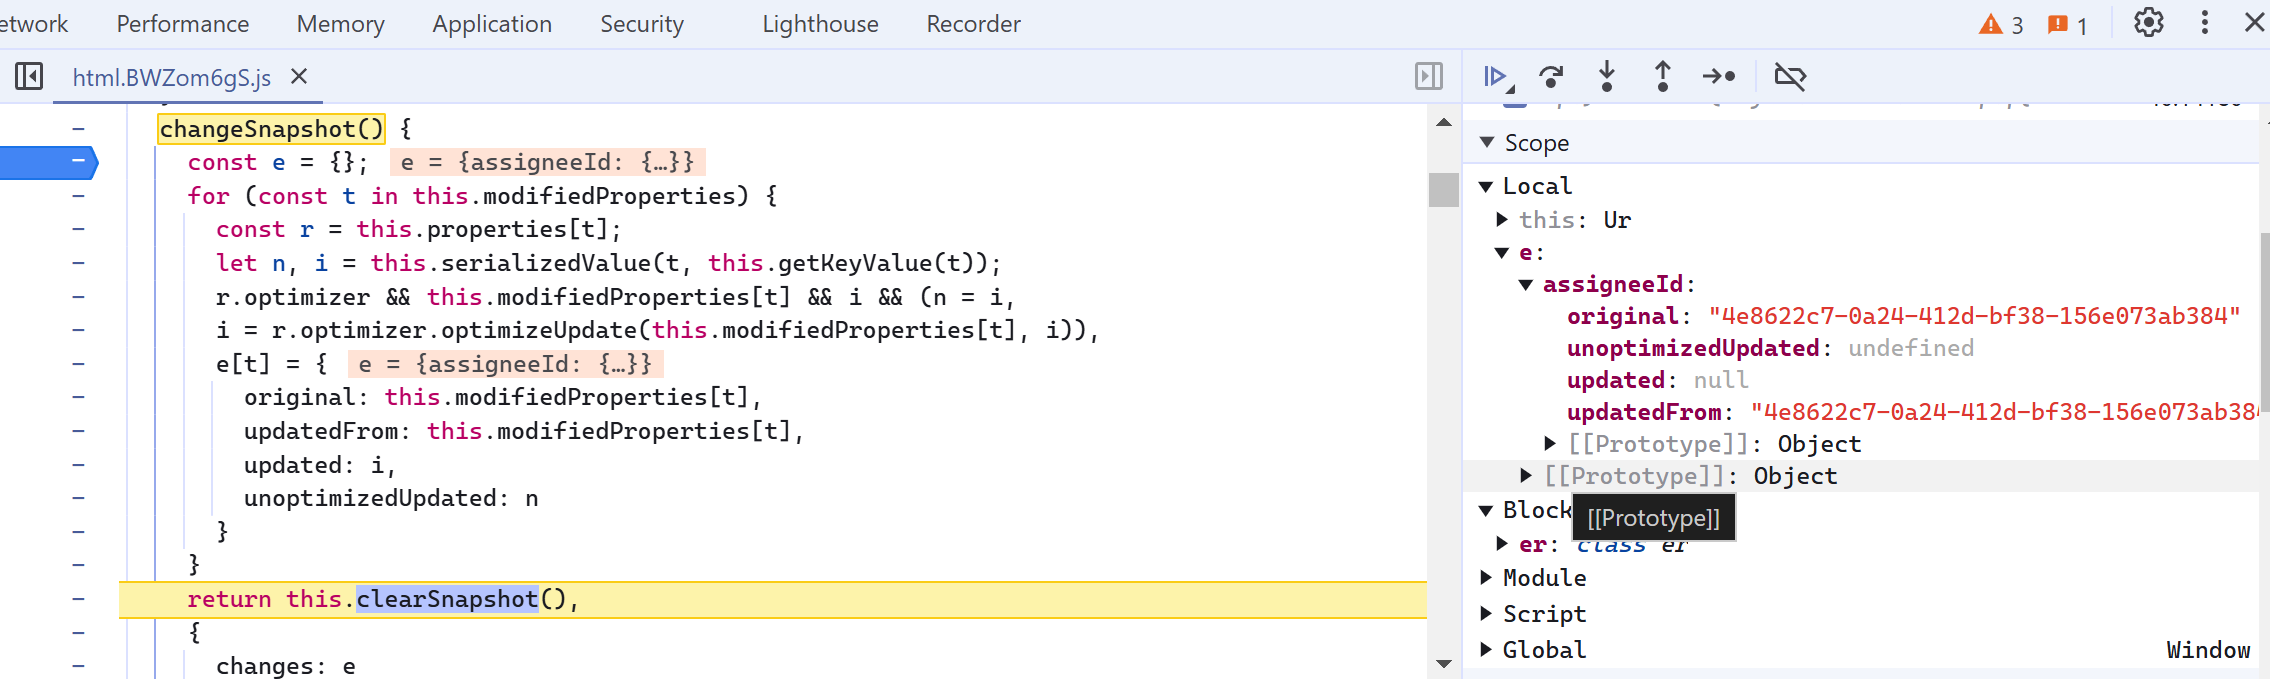 etwork Performance Memory Application Security Lighthouse Recorder 3 1
html.BWZom6gS.js
changeSnapshot() {
const e = {}; e = {assigneeId: {…}}
for (const t in this.modifiedProperties) {
const r = this.properties[t];
let n, i = this.serializedValue(t, this.getKeyValue(t));
r.optimizer && this.modifiedProperties[t] && i && (n = i,
i = r.optimizer.optimizeUpdate(this.modifiedProperties[t], i)),
e[t] = { e = {assigneeId: {…}}
original: this.modifiedProperties[t],
updatedFrom: this.modifiedProperties[t],
updated: i,
unoptimizedUpdated: n
}
}
return this.clearSnapshot(),
{
changes: e
Scope
Local
this: Ur
e:
assigneeId:
original: "4e8622c7-0a24-412d-bf38-156e073ab384"
unoptimizedUpdated: undefined
updated: null
updatedFrom: "4e8622c7-0a24-412d-bf38-156e073ab384
[[Prototype]]: Object
[[Prototype]]: Object
Block
[[Prototype]]
er: class er
Module
Script
Global Window